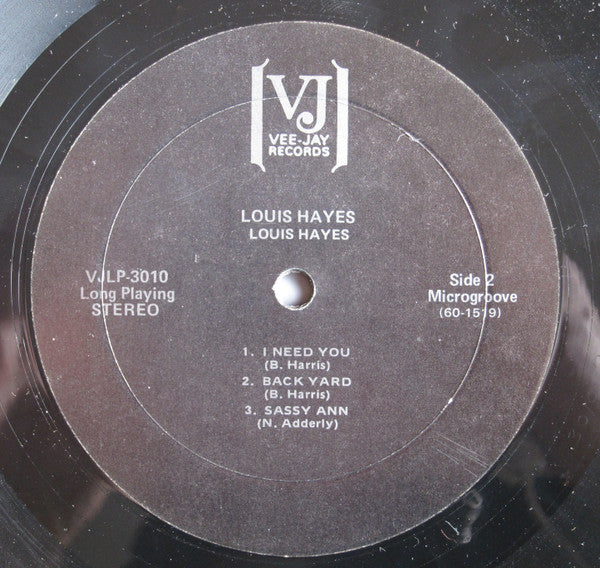 VJ
VEE-JAY
RECORDS
LOUIS HAYES
LOUIS HAYES
VJLP-3010
Long Playing
STEREO
Side 2
Microgroove
(60-1519)
1. I NEED YOU
(B. Harris)
2. BACK YARD
(B. Harris)
3. SASSY ANN
(N. Adderly)